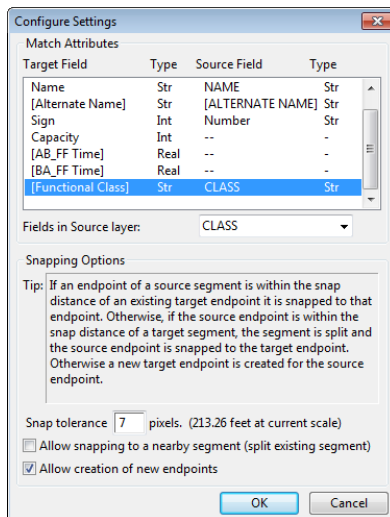 Configure Settings
Match Attributes
Target Field Type Source Field Type
Name Str NAME Str
[Alternate Name] Str [ALTERNATE NAME] Str
Sign Int Number Str
Capacity Int -- -
[AB_FF Time] Real -- -
[BA_FF Time] Real -- -
[Functional Class] Str CLASS Str
Fields in Source layer: CLASS
Snapping Options
Tip: If an endpoint of a source segment is within the snap
distance of an existing target endpoint it is snapped to that
endpoint. Otherwise, if the source endpoint is within the
snap distance of a target segment, the segment is split and
the source endpoint is snapped to the target endpoint.
Otherwise a new target endpoint is created for the source
endpoint.
Snap tolerance 7 pixels. (213.26 feet at current scale)
Allow snapping to a nearby segment (split existing segment)
Allow creation of new endpoints
OK Cancel